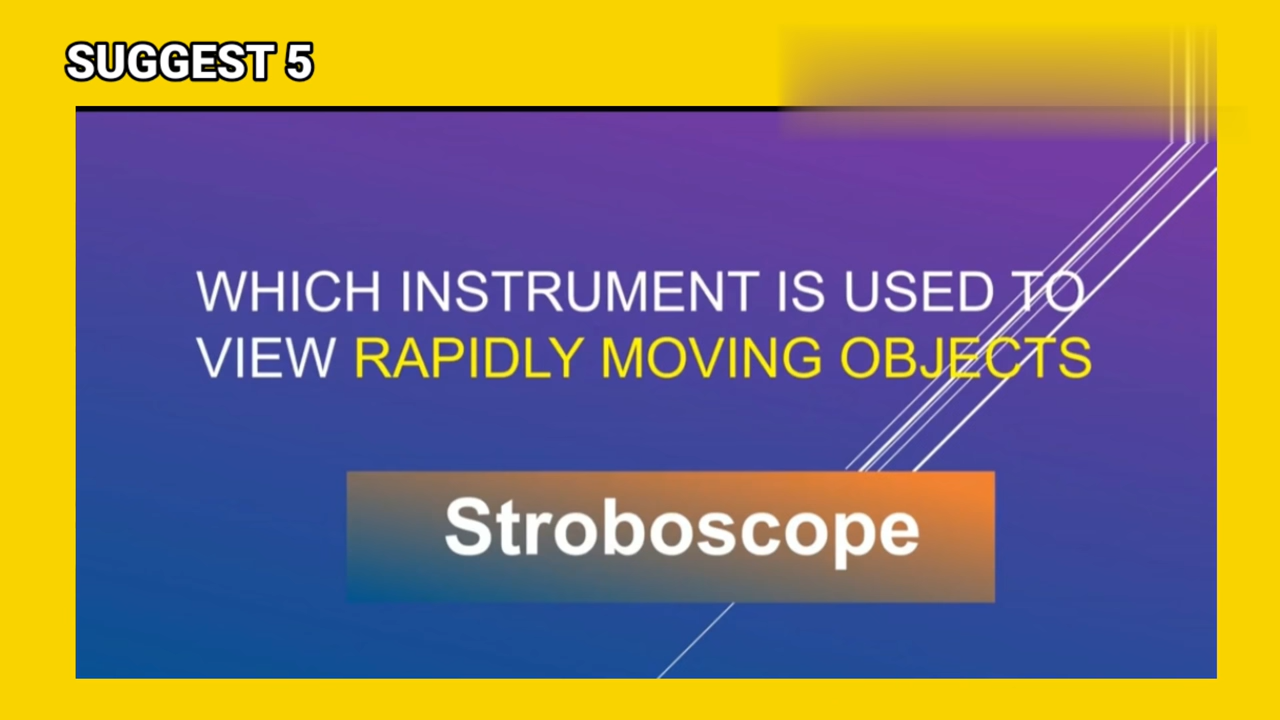 SUGGEST 5
WHICH INSTRUMENT IS USED TO
VIEW RAPIDLY MOVING OBJECTS
Stroboscope